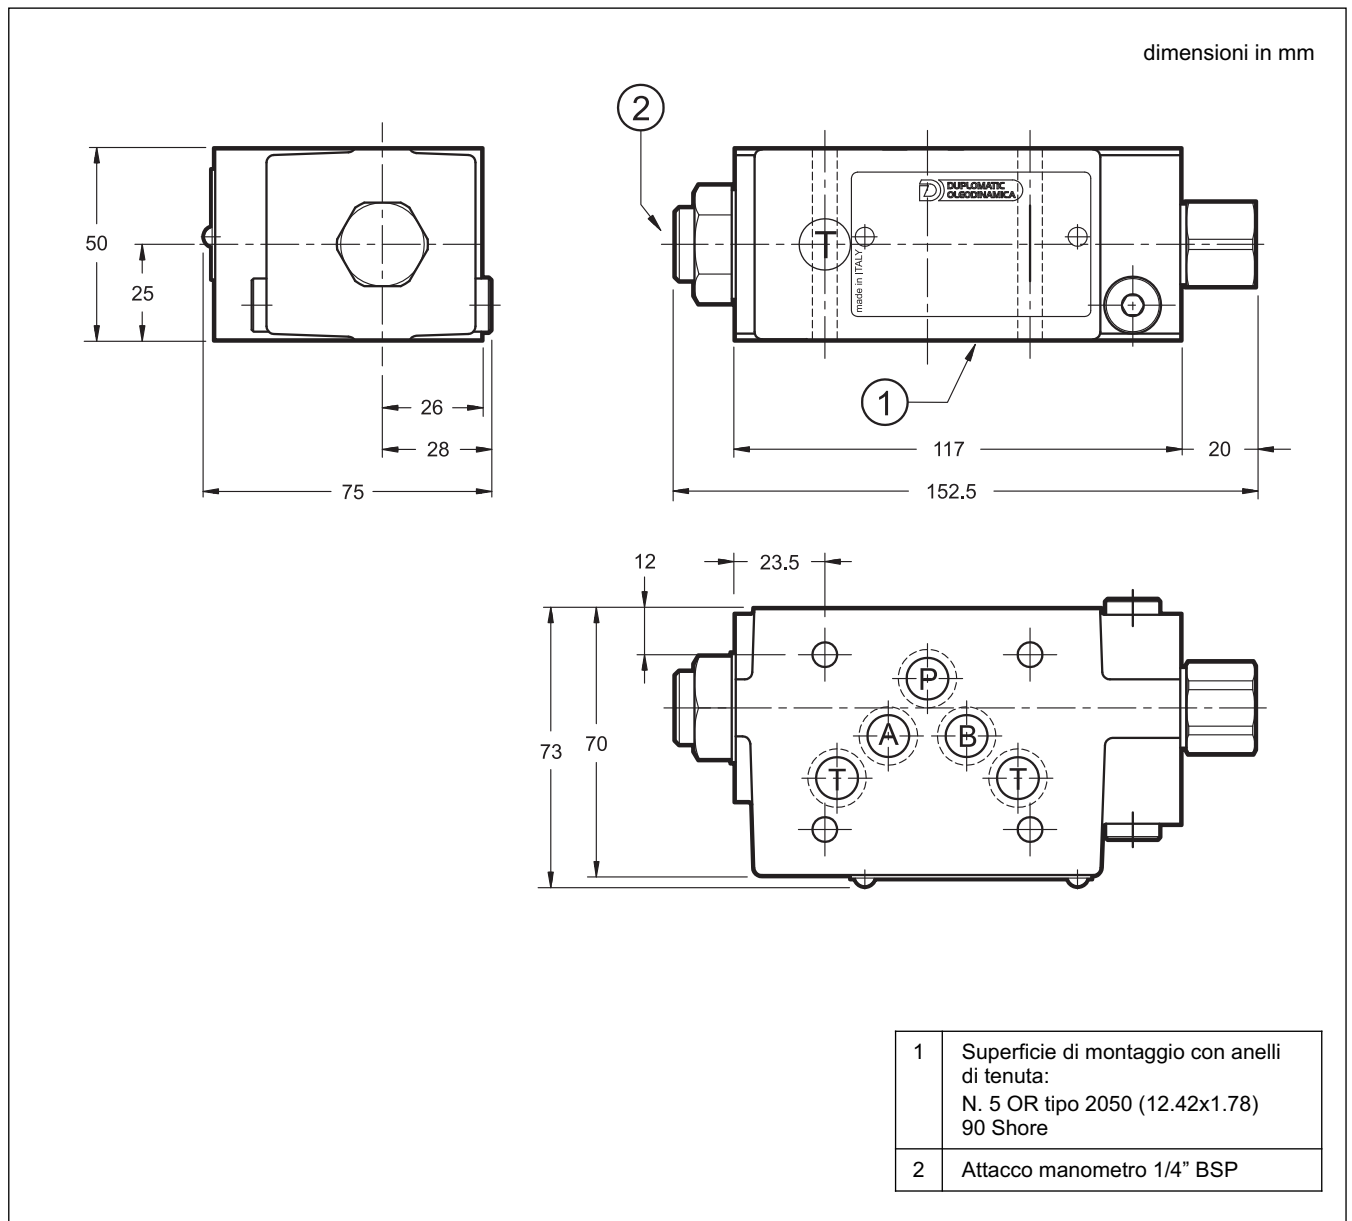 dimensioni in mm
2
DUPLOMATIC
OLEODINAMICA
T
made in ITALY
50
25
1
26
28
75
117
20
152.5
12
23.5
73
70
P
A
B
T
T
1
Superficie di montaggio con anelli
di tenuta:
N. 5 OR tipo 2050 (12.42x1.78)
90 Shore
2
Attacco manometro 1/4” BSP